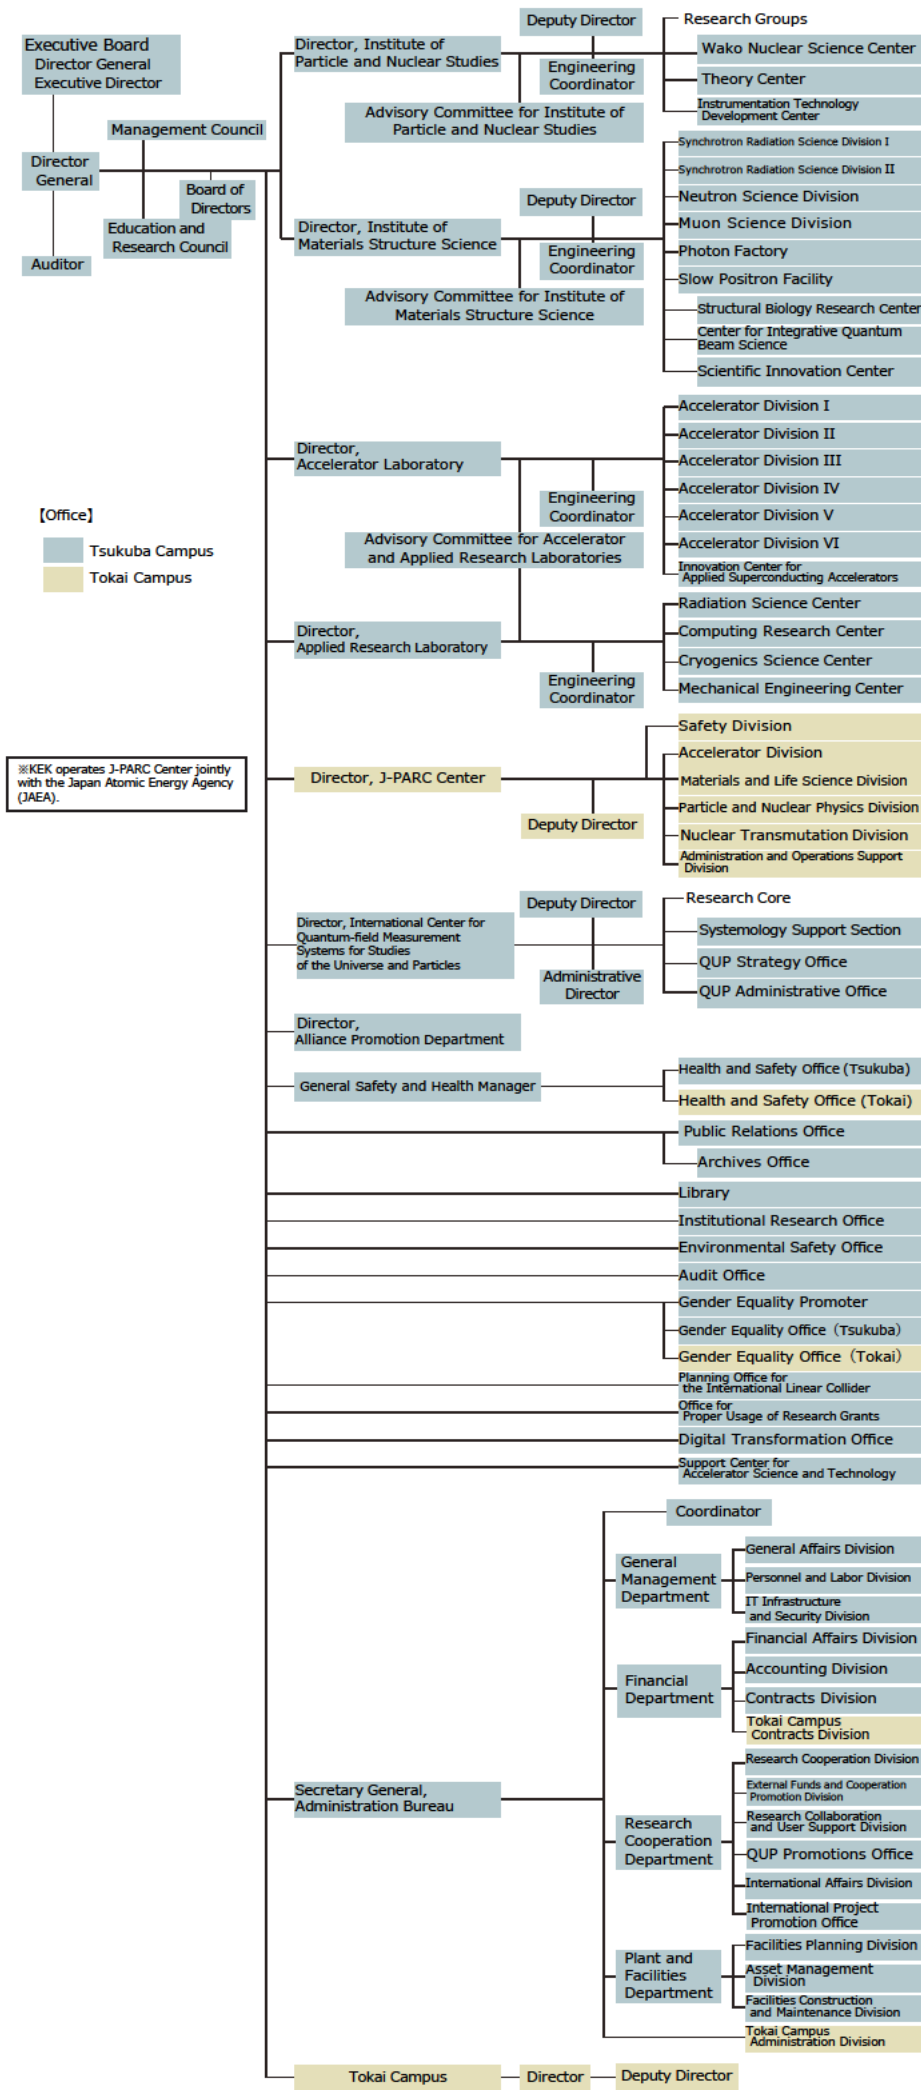 Executive Board
Director General
Executive Director
Director
General
Auditor
Management Council
Board of
Directors
Education and
Research Council
Director, Institute of
Particle and Nuclear Studies
Deputy Director
Engineering
Coordinator
Advisory Committee for Institute of
Particle and Nuclear Studies
Research Groups
Wako Nuclear Science Center
Theory Center
Instrumentation Technology
Development Center
Director, Institute of
Materials Structure Science
Deputy Director
Engineering
Coordinator
Advisory Committee for Institute of
Materials Structure Science
Synchrotron Radiation Science Division I
Synchrotron Radiation Science Division II
Neutron Science Division
Muon Science Division
Photon Factory
Slow Positron Facility
Structural Biology Research Center
Center for Integrative Quantum
Beam Science
Scientific Innovation Center
Director,
Accelerator Laboratory
Engineering
Coordinator
Advisory Committee for Accelerator
and Applied Research Laboratories
Accelerator Division I
Accelerator Division II
Accelerator Division III
Accelerator Division IV
Accelerator Division V
Accelerator Division VI
Innovation Center for
Applied Superconducting Accelerators
【Office】
Tsukuba Campus
Tokai Campus
Director,
Applied Research Laboratory
Engineering
Coordinator
Radiation Science Center
Computing Research Center
Cryogenics Science Center
Mechanical Engineering Center
※KEK operates J-PARC Center jointly
with the Japan Atomic Energy Agency
(JAEA).
Director, J-PARC Center
Deputy Director
Safety Division
Accelerator Division
Materials and Life Science Division
Particle and Nuclear Physics Division
Nuclear Transmutation Division
Administration and Operations Support
Division
Director, International Center for
Quantum-field Measurement
Systems for Studies
of the Universe and Particles
Deputy Director
Administrative
Director
Research Core
Systemology Support Section
QUP Strategy Office
QUP Administrative Office
Director,
Alliance Promotion Department
General Safety and Health Manager
Health and Safety Office (Tsukuba)
Health and Safety Office (Tokai)
Public Relations Office
Archives Office
Library
Institutional Research Office
Environmental Safety Office
Audit Office
Gender Equality Promoter
Gender Equality Office（Tsukuba）
Gender Equality Office（Tokai）
Planning Office for
the International Linear Collider
Office for
Proper Usage of Research Grants
Digital Transformation Office
Support Center for
Accelerator Science and Technology
Secretary General,
Administration Bureau
Coordinator
General
Management
Department
General Affairs Division
Personnel and Labor Division
IT Infrastructure
and Security Division
Financial
Department
Financial Affairs Division
Accounting Division
Contracts Division
Tokai Campus
Contracts Division
Research
Cooperation
Department
Research Cooperation Division
External Funds and Cooperation
Promotion Division
Research Collaboration
and User Support Division
QUP Promotions Office
International Affairs Division
International Project
Promotion Office
Plant and
Facilities
Department
Facilities Planning Division
Asset Management
Division
Facilities Construction
and Maintenance Division
Tokai Campus
Administration Division
Tokai Campus
Director
Deputy Director